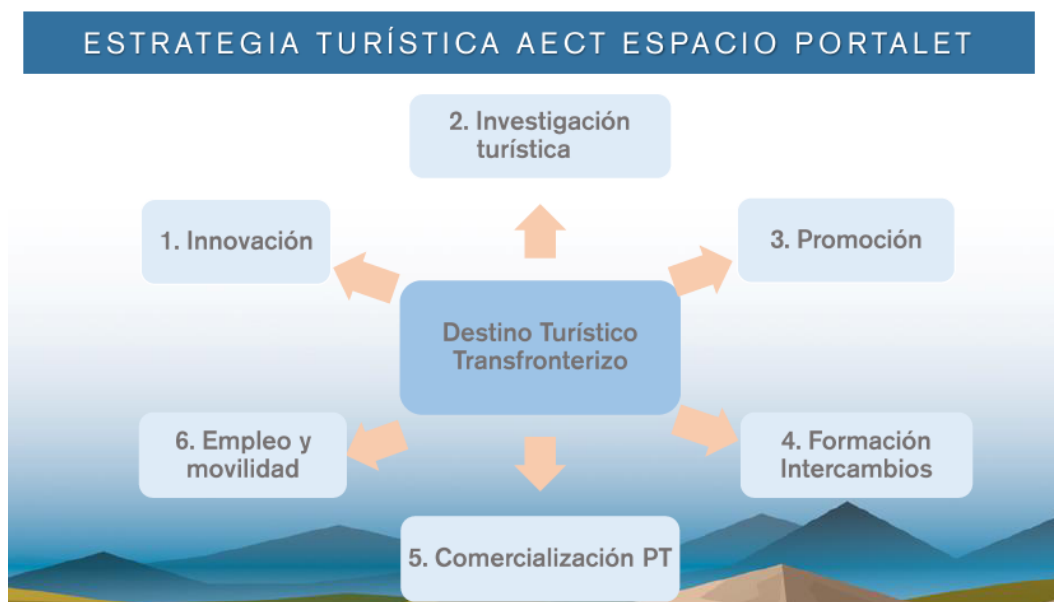 ESTRATEGIA TURÍSTICA AECT ESPACIO PORTALET
2. Investigación
turística
1. Innovación
3. Promoción
Destino Turístico
Transfronterizo
6. Empleo y
movilidad
4. Formación
Intercambios
5. Comercialización PT